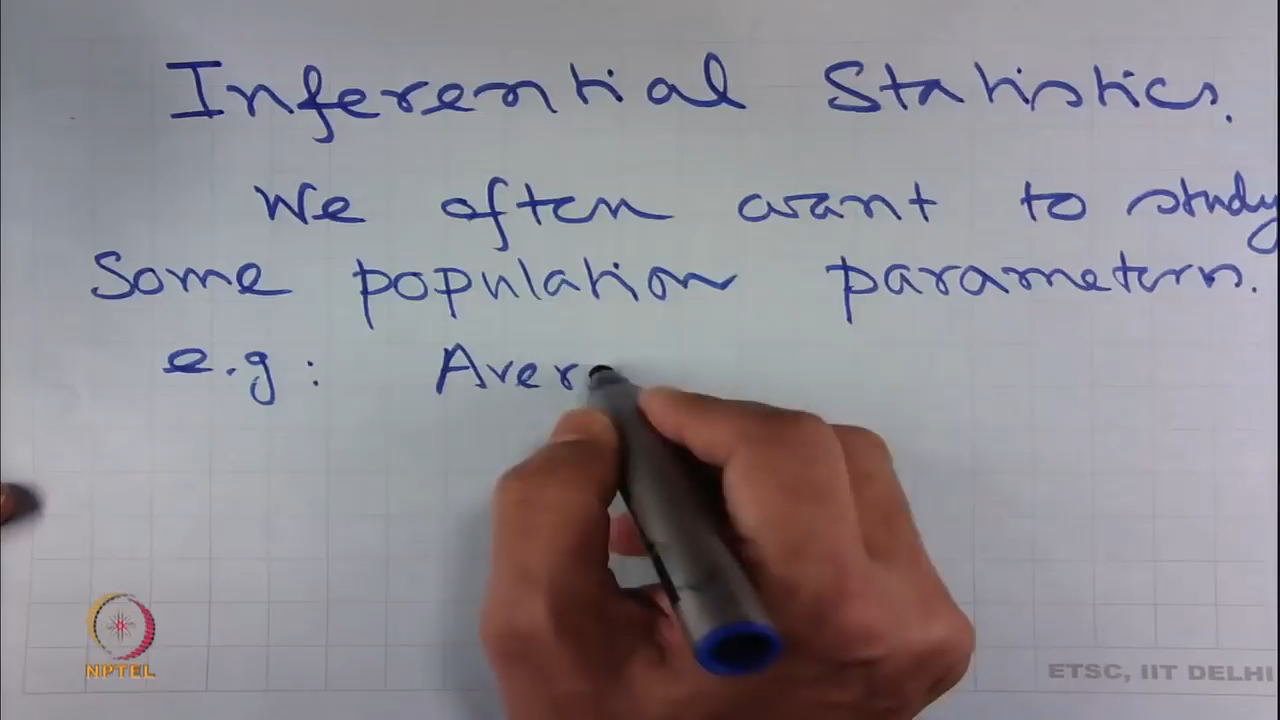 Inferential Statistics.
We often want to study
some population parameters.
e.g: Aver
NPTEL
ETSC, IIT DELHI